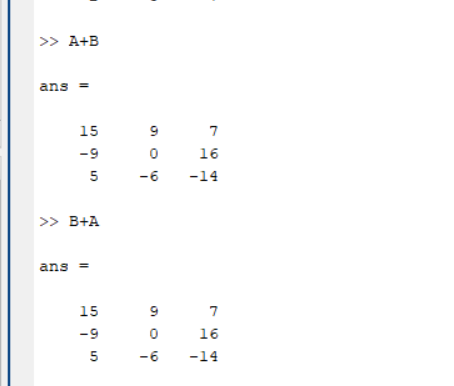 >> A+B
ans =
15 9 7
-9 0 16
5 -6 -14
>> B+A
ans =
15 9 7
-9 0 16
5 -6 -14